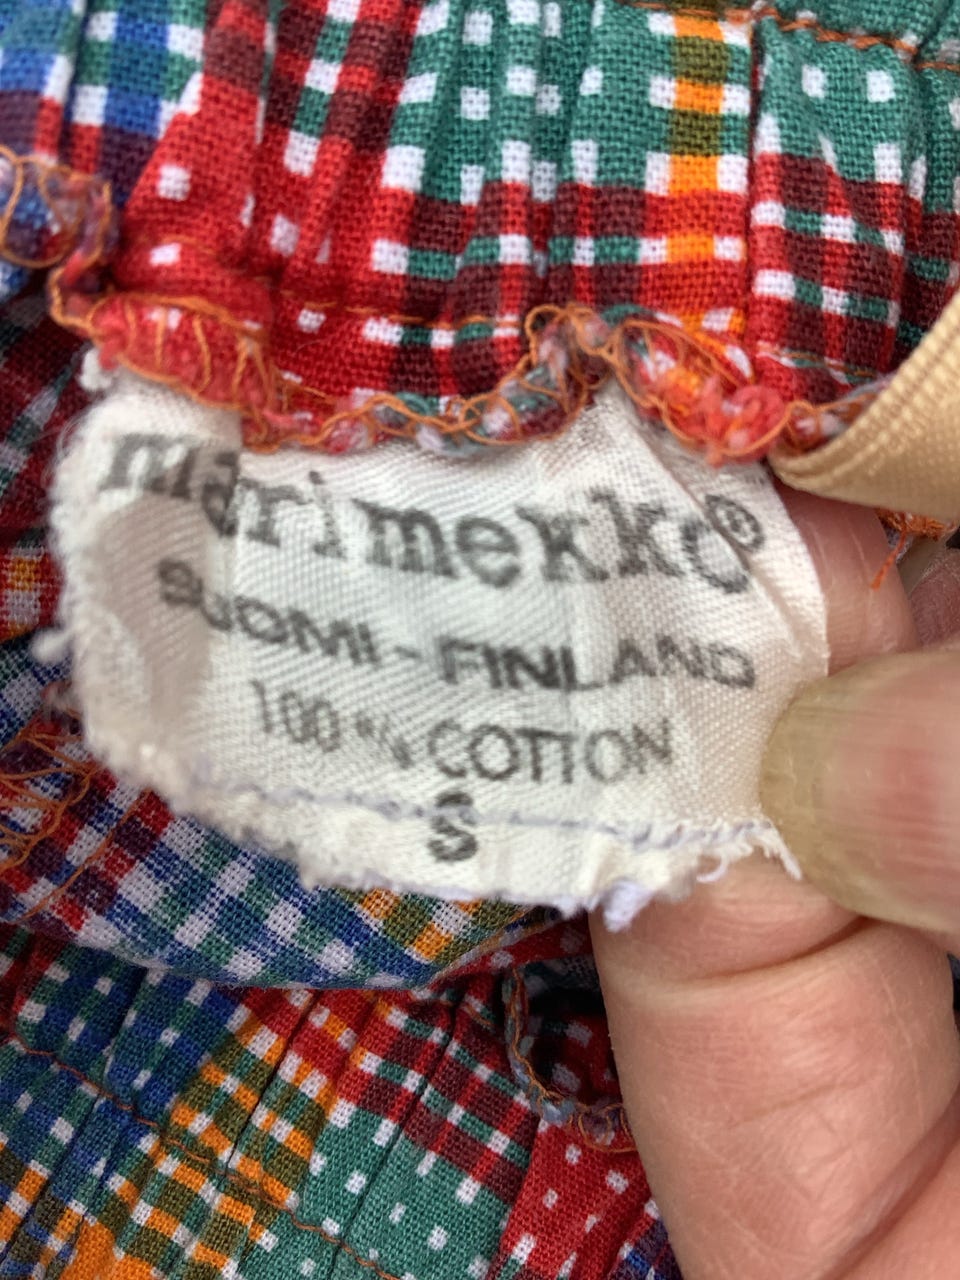 marimekko®
SUOMI - FINLAND
100 % COTTON
S